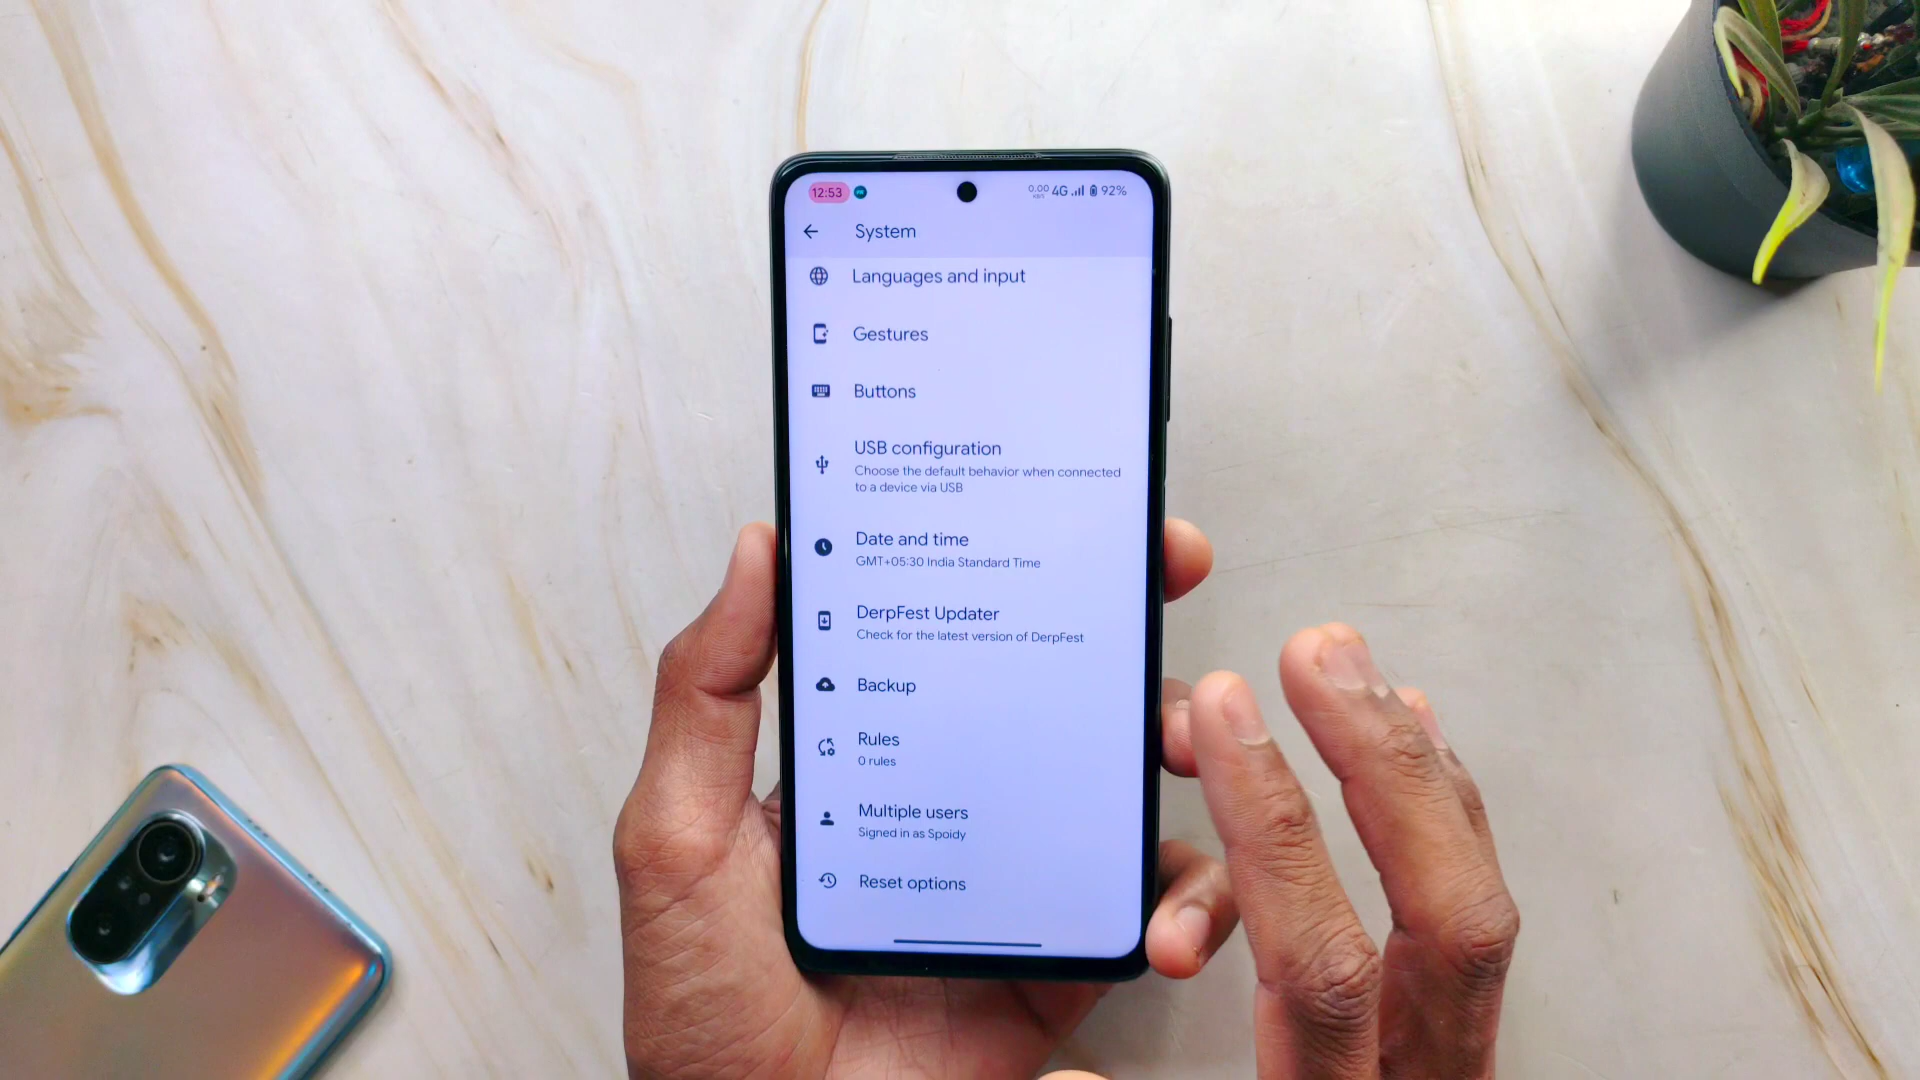 12:53
0.00 4G 92%
System
Languages and input
Gestures
Buttons
USB configuration
Choose the default behavior when connected
to a device via USB
Date and time
GMT+05:30 India Standard Time
DerpFest Updater
Check for the latest version of DerpFest
Backup
Rules
0 rules
Multiple users
Signed in as Spoidy
Reset options